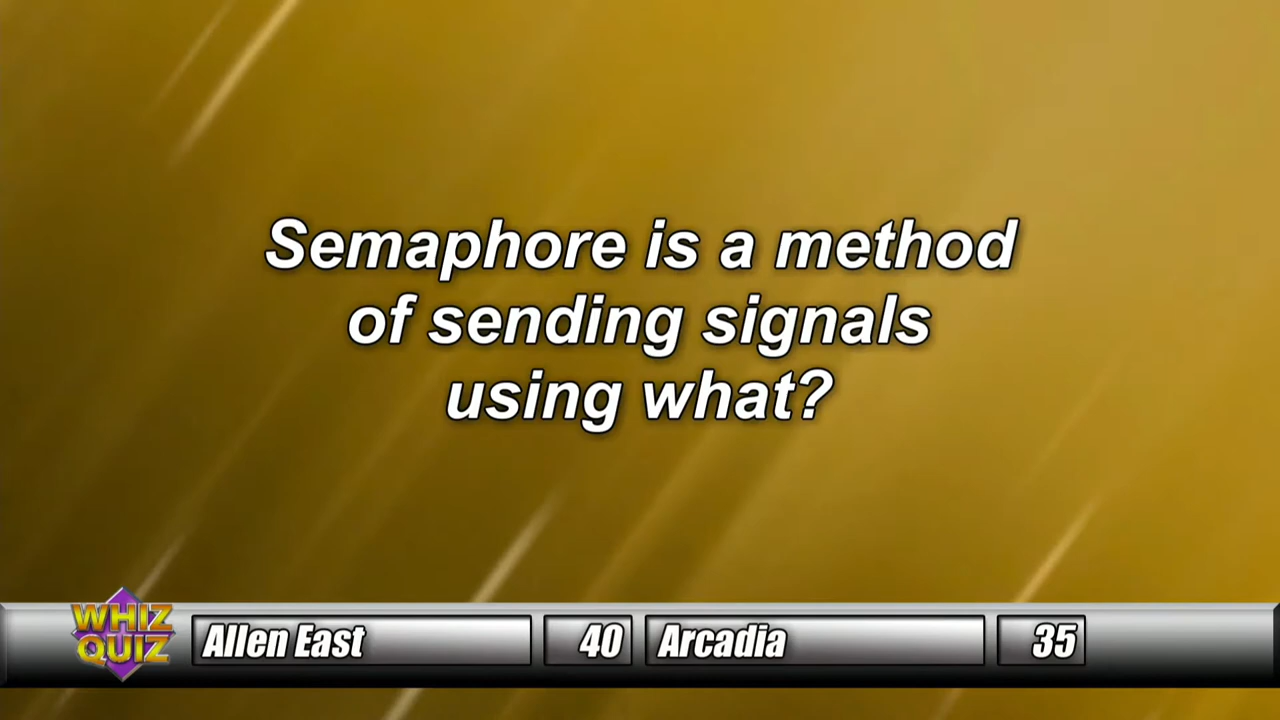 Semaphore is a method
of sending signals
using what?
WHIZ
QUIZ
Allen East 40 Arcadia 35